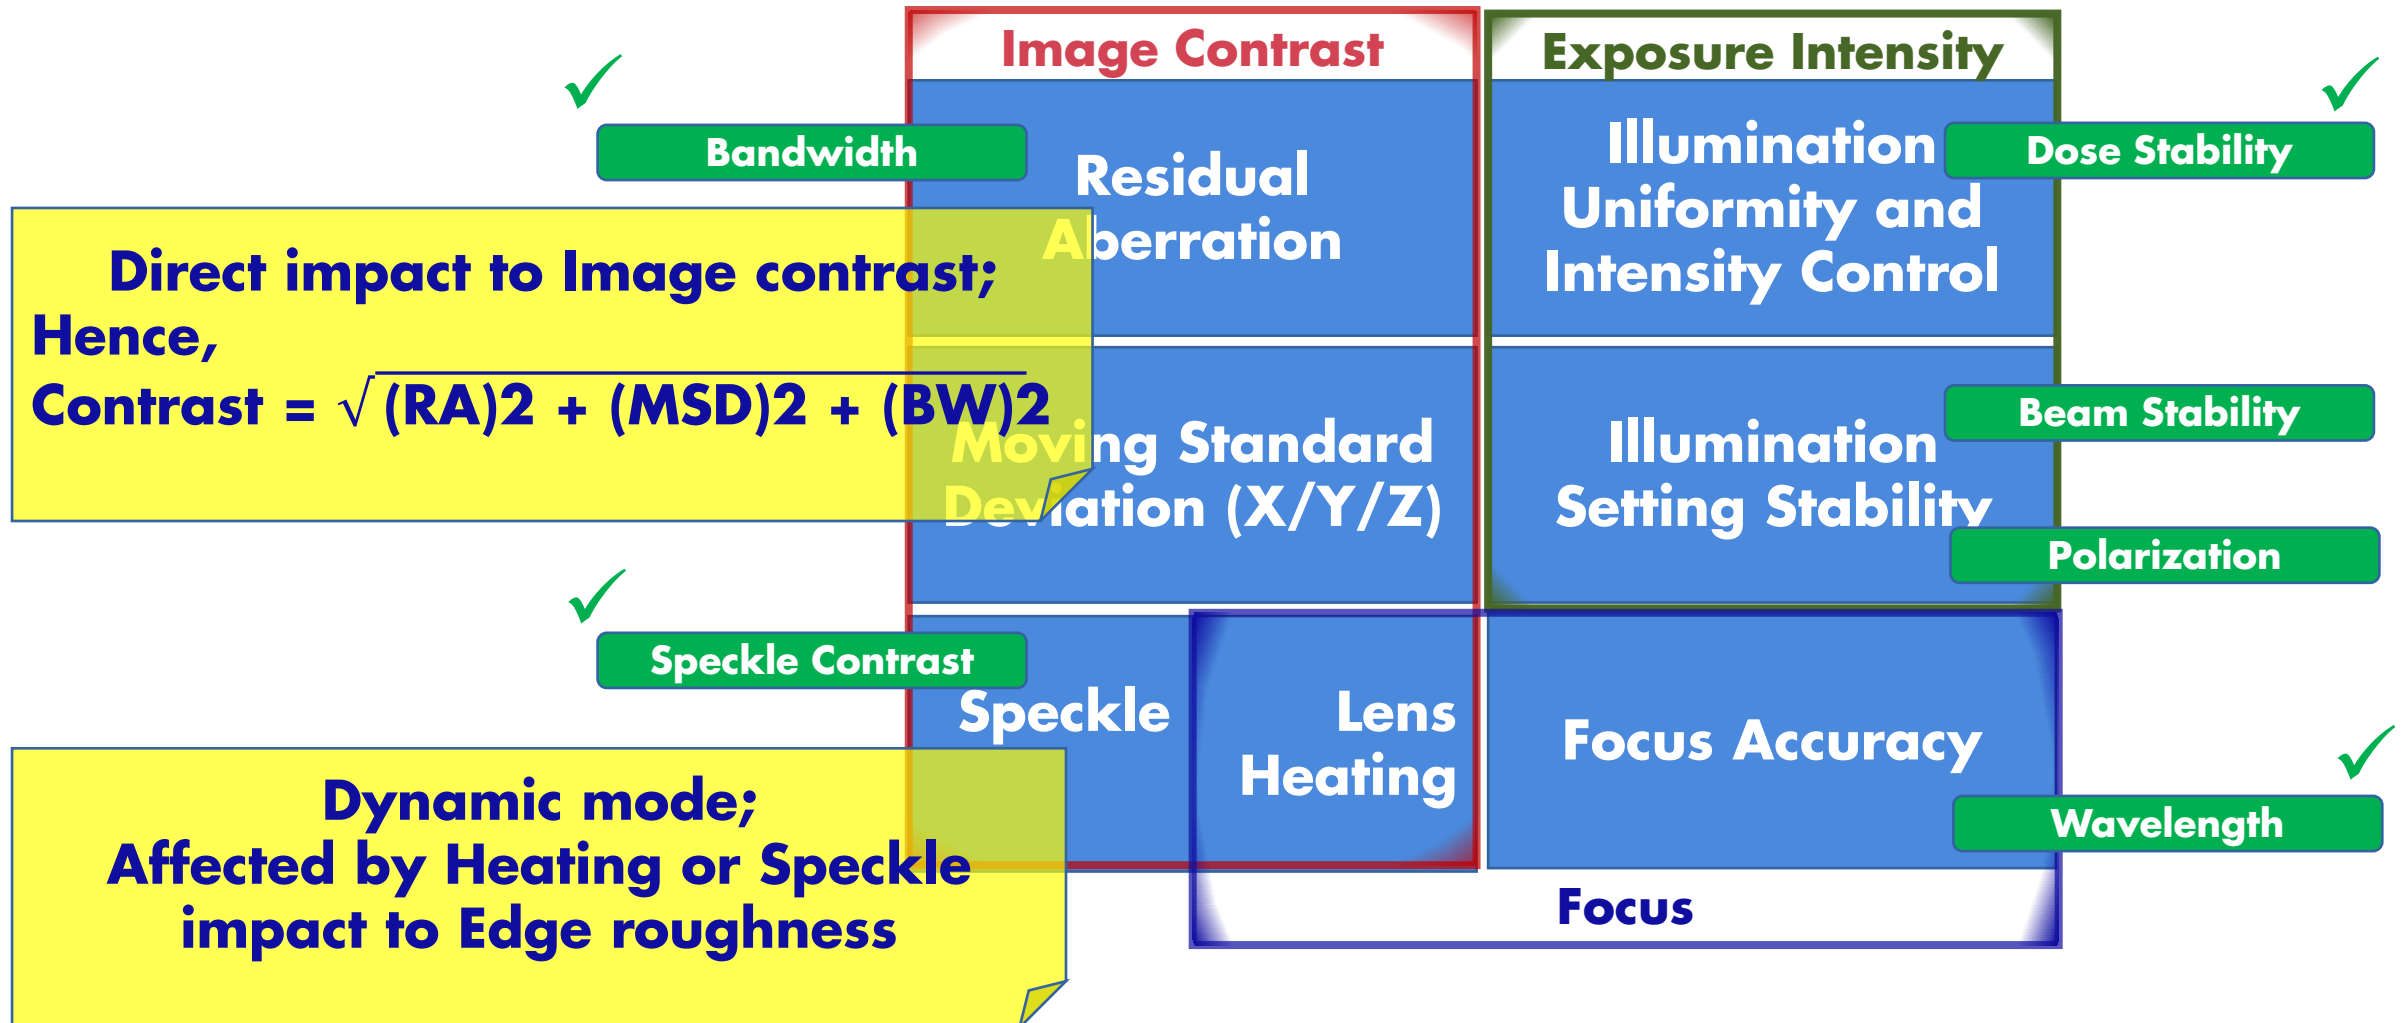 Image Contrast
Exposure Intensity
Bandwidth
Residual
Aberration
Illumination
Uniformity and
Intensity Control
Dose Stability
Direct impact to Image contrast;
Hence,
Contrast = √(RA)2 + (MSD)2 + (BW)2
Moving Standard
Deviation (X/Y/Z)
Illumination
Setting Stability
Beam Stability
Polarization
Speckle Contrast
Speckle
Lens
Heating
Focus Accuracy
Wavelength
Dynamic mode;
Affected by Heating or Speckle
impact to Edge roughness
Focus